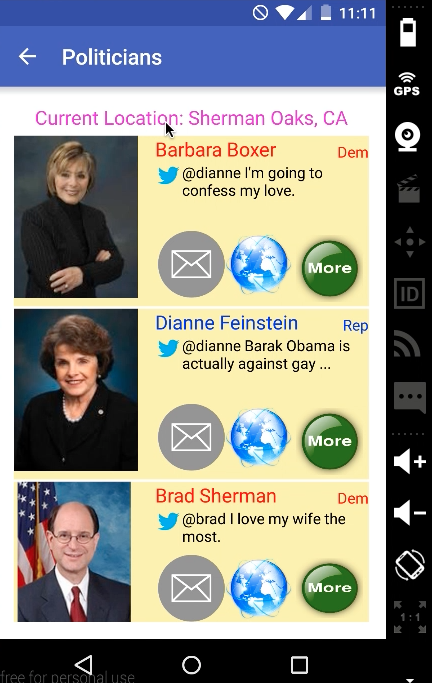 11:11
Politicians
GPS
Current Location: Sherman Oaks, CA
Barbara Boxer Dem
@dianne I'm going to
confess my love.
More
Dianne Feinstein Rep
@dianne Barak Obama is
actually against gay ...
ID
More
Brad Sherman Dem
@brad I love my wife the
most.
More
1:1
free for personal use